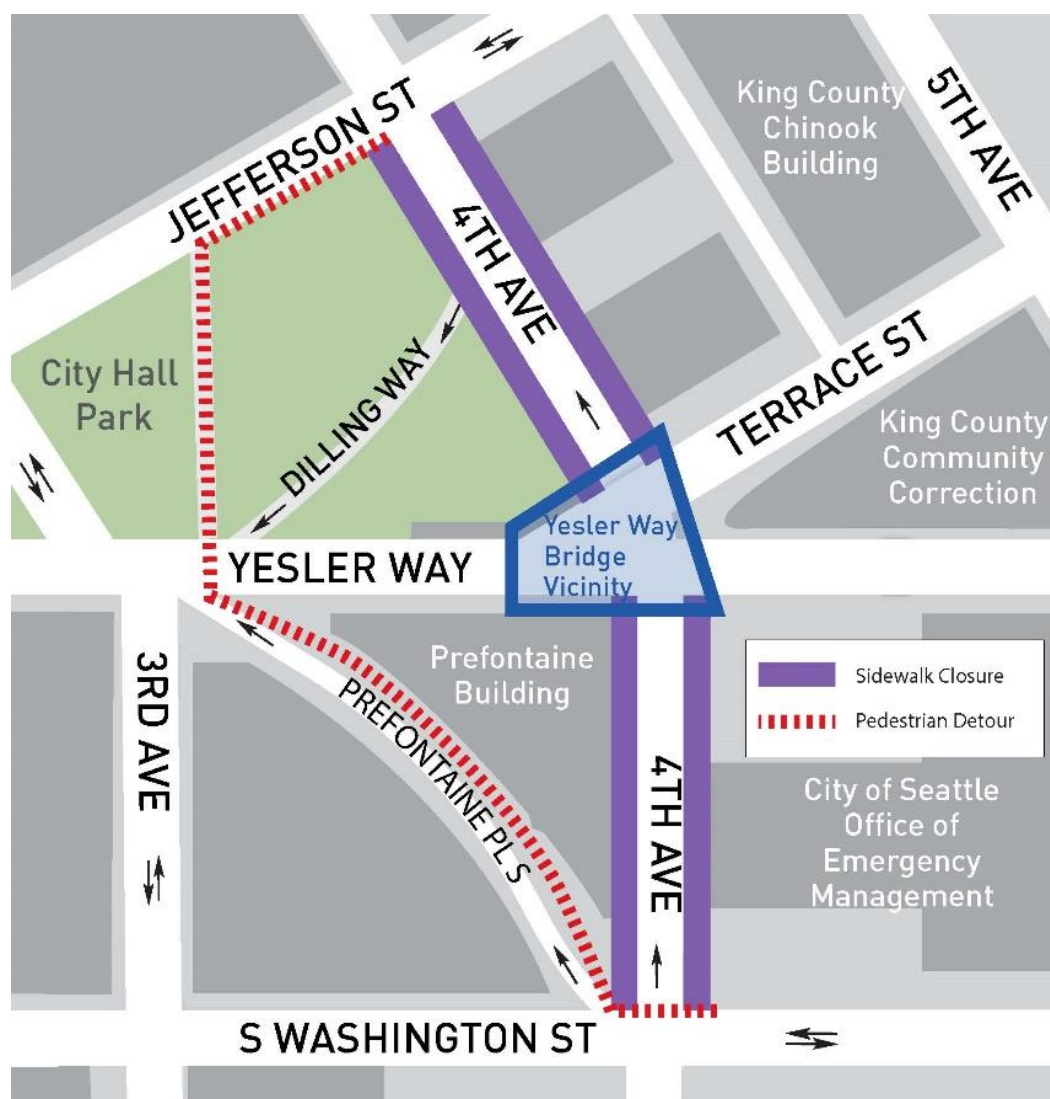 JEFFERSON ST
King County
Chinook
Building
5TH AVE
4TH AVE
City Hall
Park
DILLING WAY
TERRACE ST
King County
Community
Correction
YESLER WAY
Yesler Way
Bridge
Vicinity
3RD AVE
PREFONTAINE PL S
Prefontaine
Building
4TH AVE
Sidewalk Closure
Pedestrian Detour
City of Seattle
Office of
Emergency
Management
S WASHINGTON ST